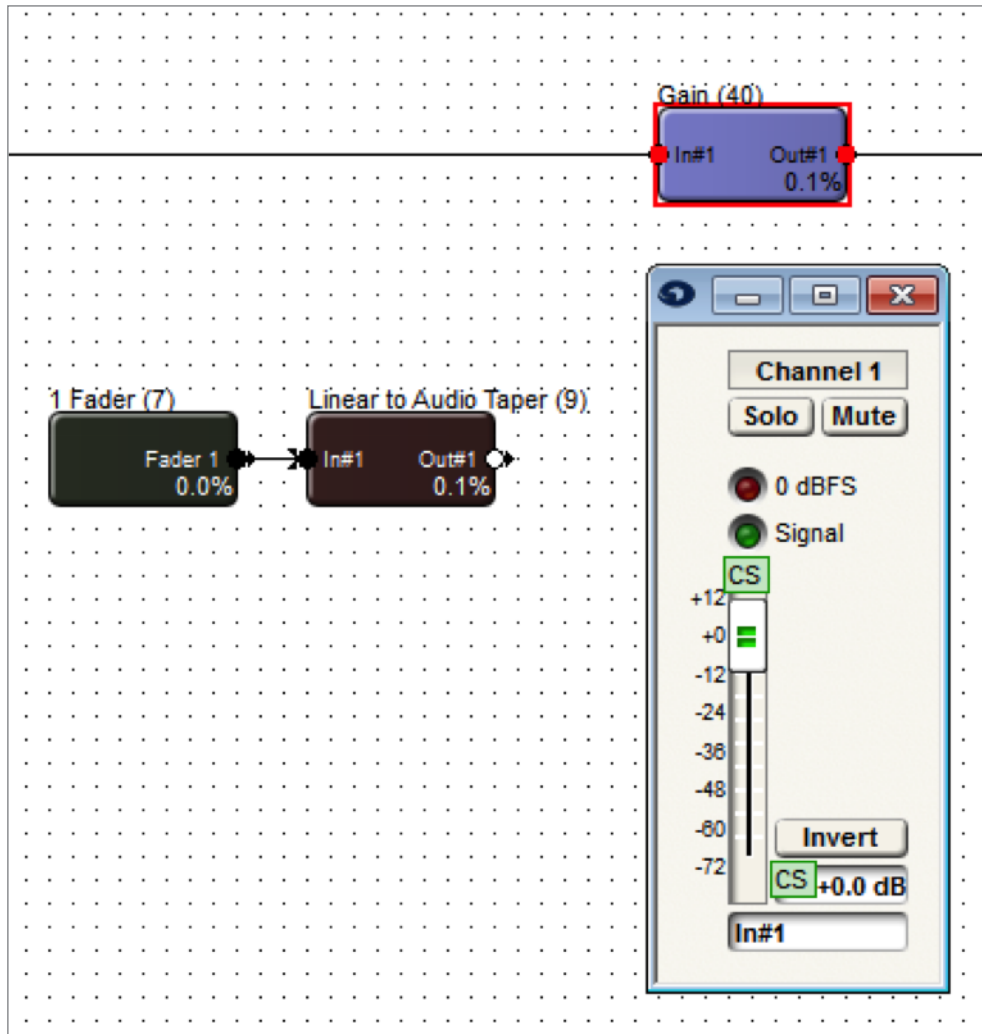 Gain (40)
In#1 Out#1
0.1%
1 Fader (7)
Fader 1
0.0%
Linear to Audio Taper (9)
In#1 Out#1
0.1%
Channel 1
Solo Mute
0 dBFS
Signal
CS
+12
+0
-12
-24
-36
-48
-60
-72
Invert
CS +0.0 dB
In#1